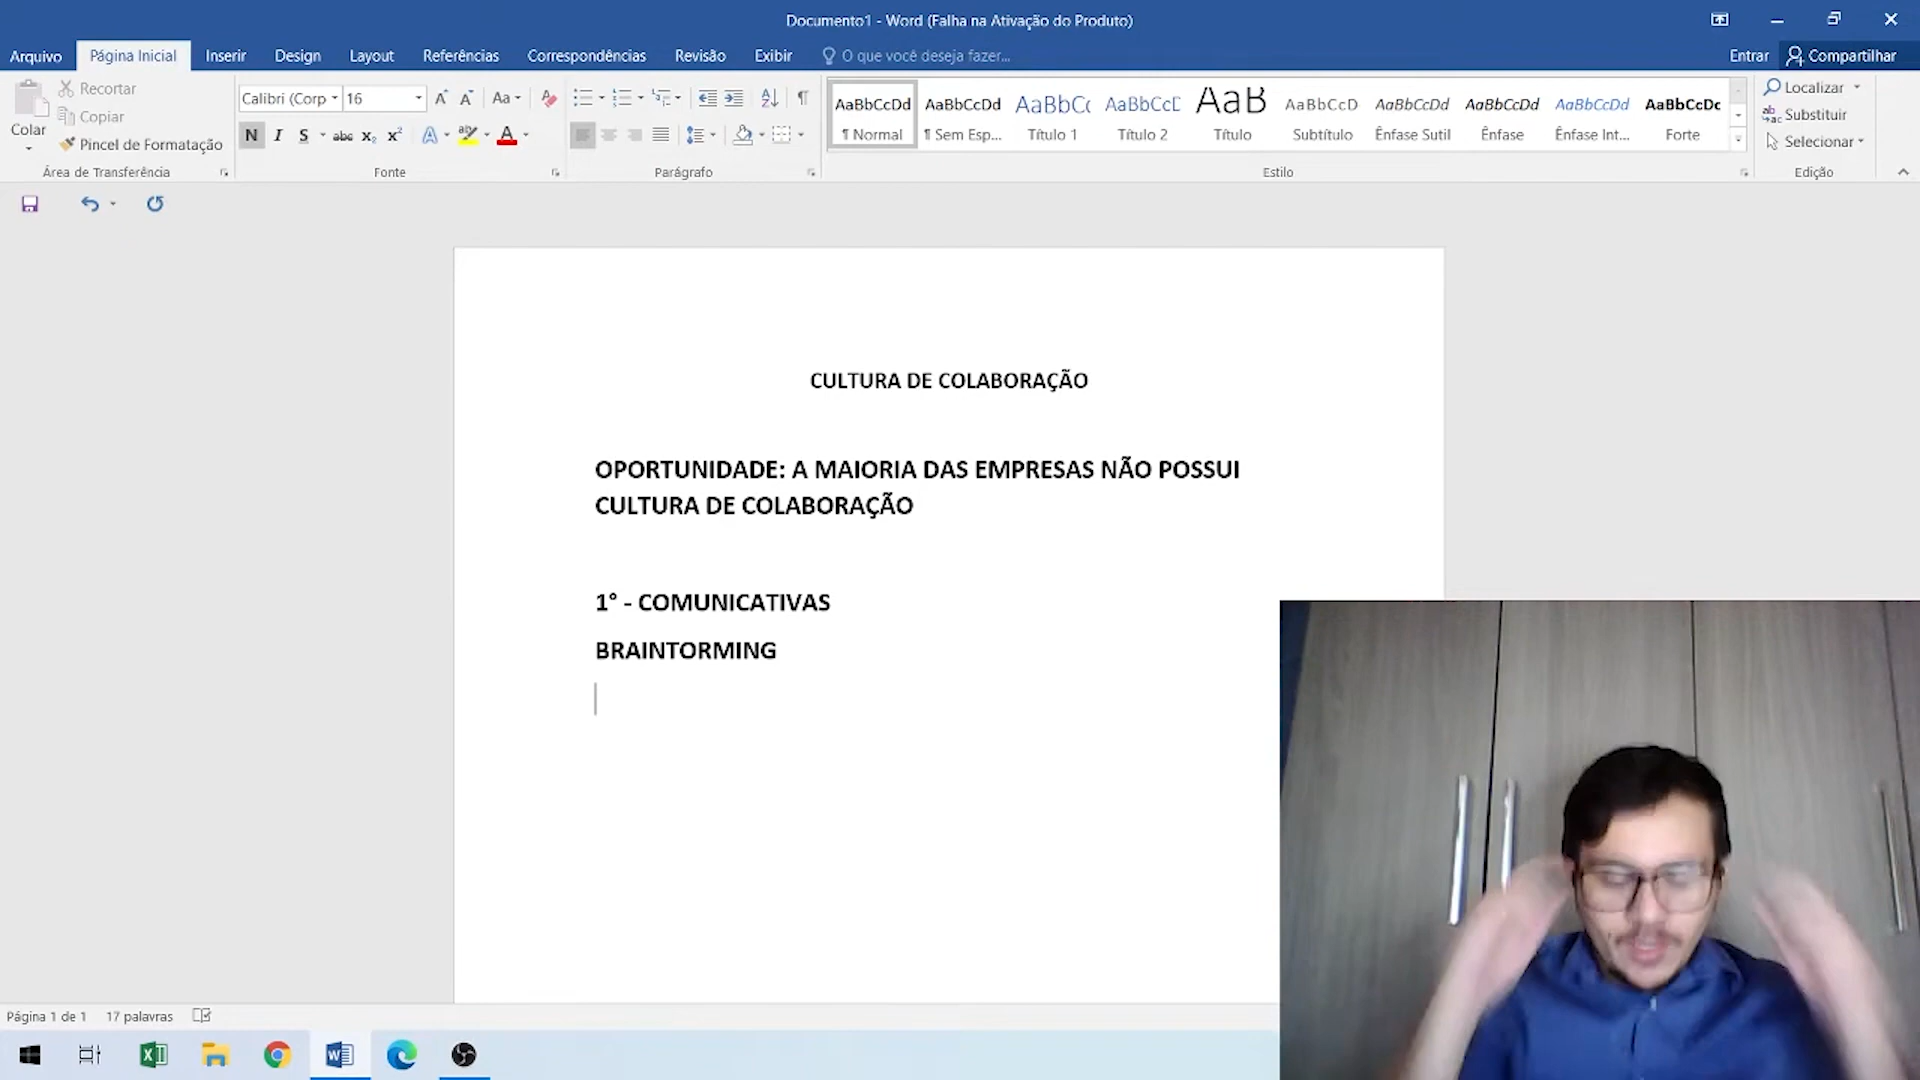 Documento1 - Word (Falha na Ativação do Produto)
Arquivo Página Inicial Inserir Design Layout Referências Correspondências Revisão Exibir O que você deseja fazer... Entrar Compartilhar
Colar
Recortar
Copiar
Pincel de Formatação
Área de Transferência
Calibri (Corp 16
Aa
N I S abc x₂ x² A A
Fonte
Parágrafo
AaBbCcDd AaBbCcDd AaBbCc AaBbCcC AaB AaBbCcD AaBbCcDd AaBbCcDd AaBbCcDd AaBbCcDc
¶ Normal ¶ Sem Esp... Título 1 Título 2 Título Subtítulo Ênfase Sutil Ênfase Ênfase Int... Forte
Estilo
Localizar
Substituir
Selecionar
Edição
CULTURA DE COLABORAÇÃO
OPORTUNIDADE: A MAIORIA DAS EMPRESAS NÃO POSSUI
CULTURA DE COLABORAÇÃO
1° - COMUNICATIVAS
BRAINTORMING
Página 1 de 1 17 palavras